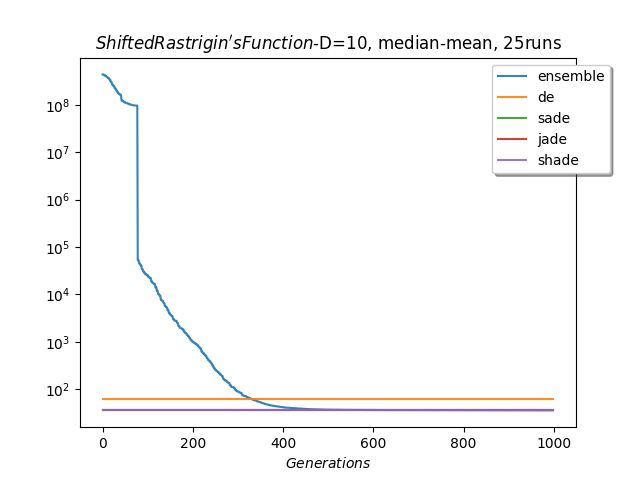 ShiftedRastrigin'sFunction-D=10, median-mean, 25runs
ensemble
de
sade
jade
shade
10^8
10^7
10^6
10^5
10^4
10^3
10^2
0 200 400 600 800 1000
Generations